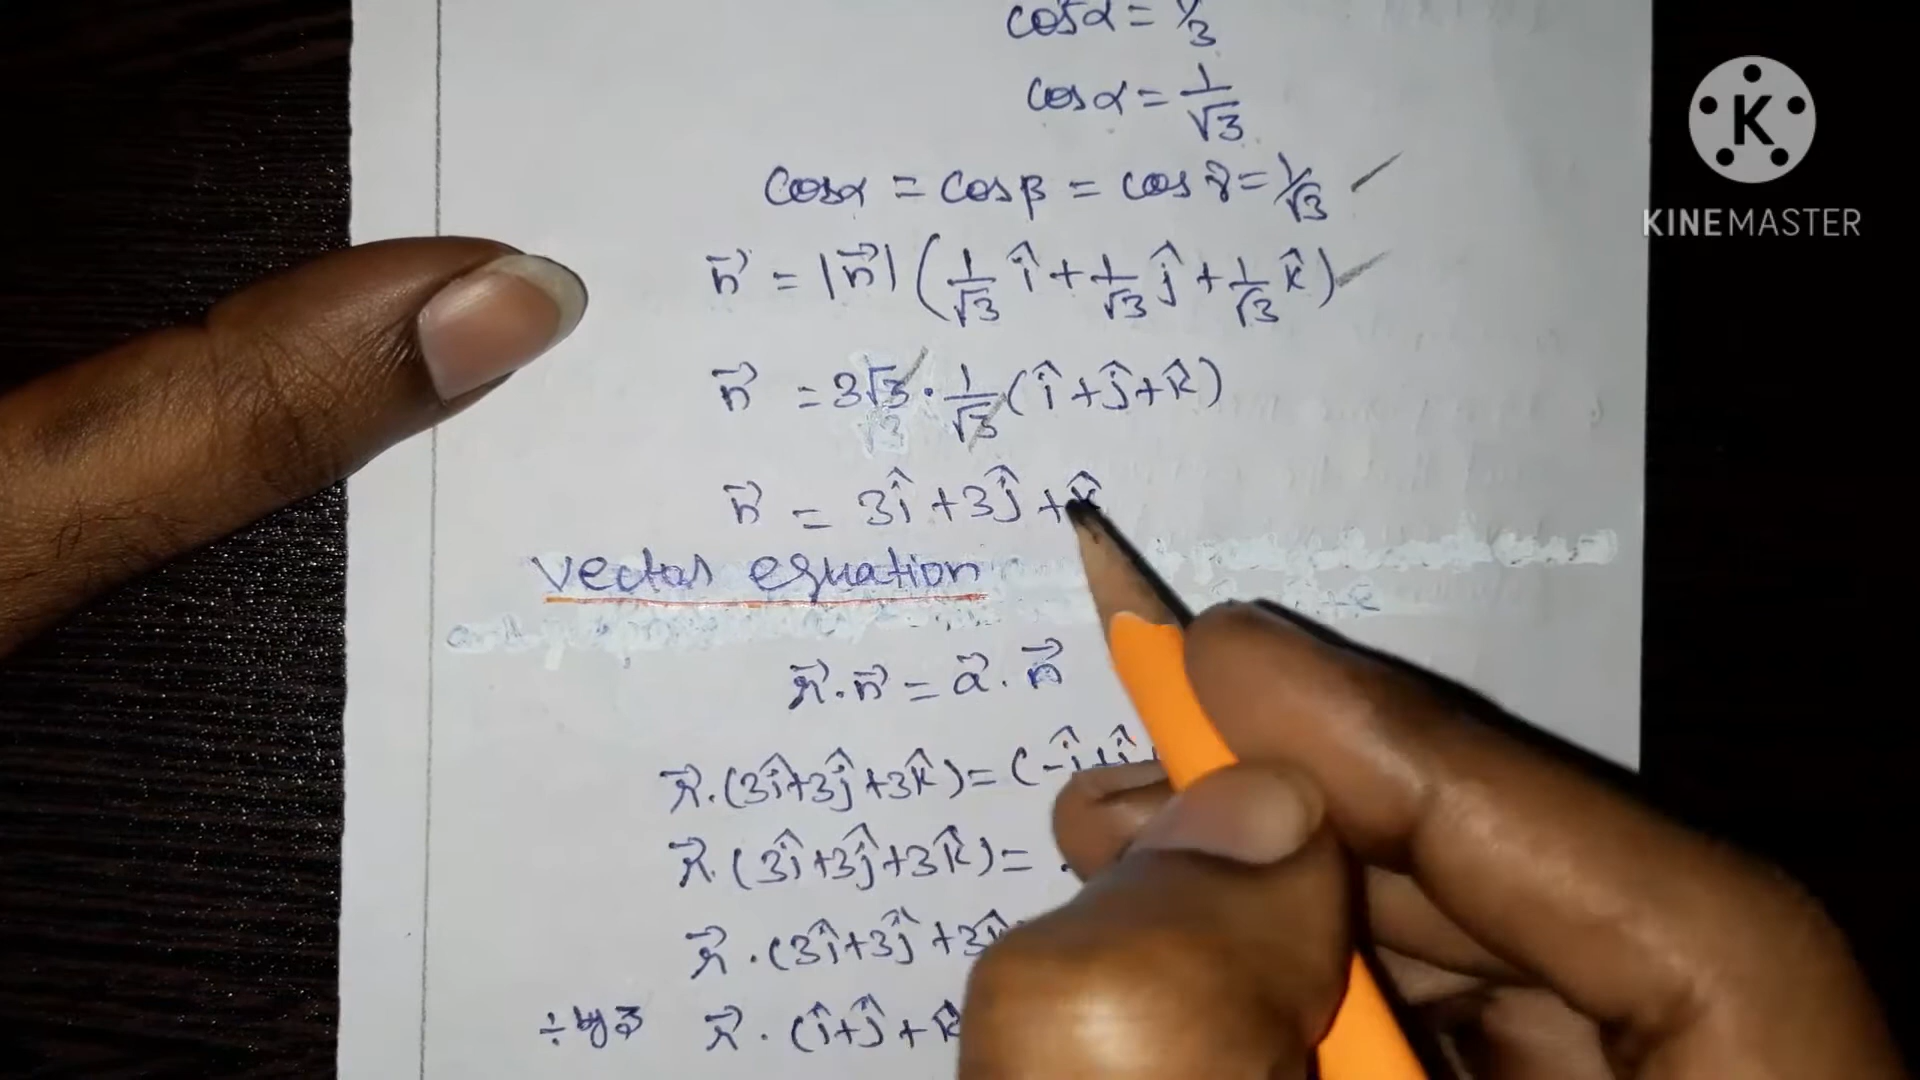 cosα = 1/3
cosα = 1/√3
cosα = cosβ = cosγ = 1/√3
n⃗ = |n⃗| (1/√3 î + 1/√3 ĵ + 1/√3 k̂)
n⃗ = 3√3 · 1/√3 (î + ĵ + k̂)
n⃗ = 3î + 3ĵ + k̂
vector equation
r⃗ . n⃗ = a⃗ . n⃗
r⃗ . (3î + 3ĵ + 3k̂) = (-î + ĵ +
r⃗ . (3î + 3ĵ + 3k̂) =
r⃗ . (3î + 3ĵ + 3k̂
÷ by 3 r⃗ . (î + ĵ + k̂
K
KINEMASTER